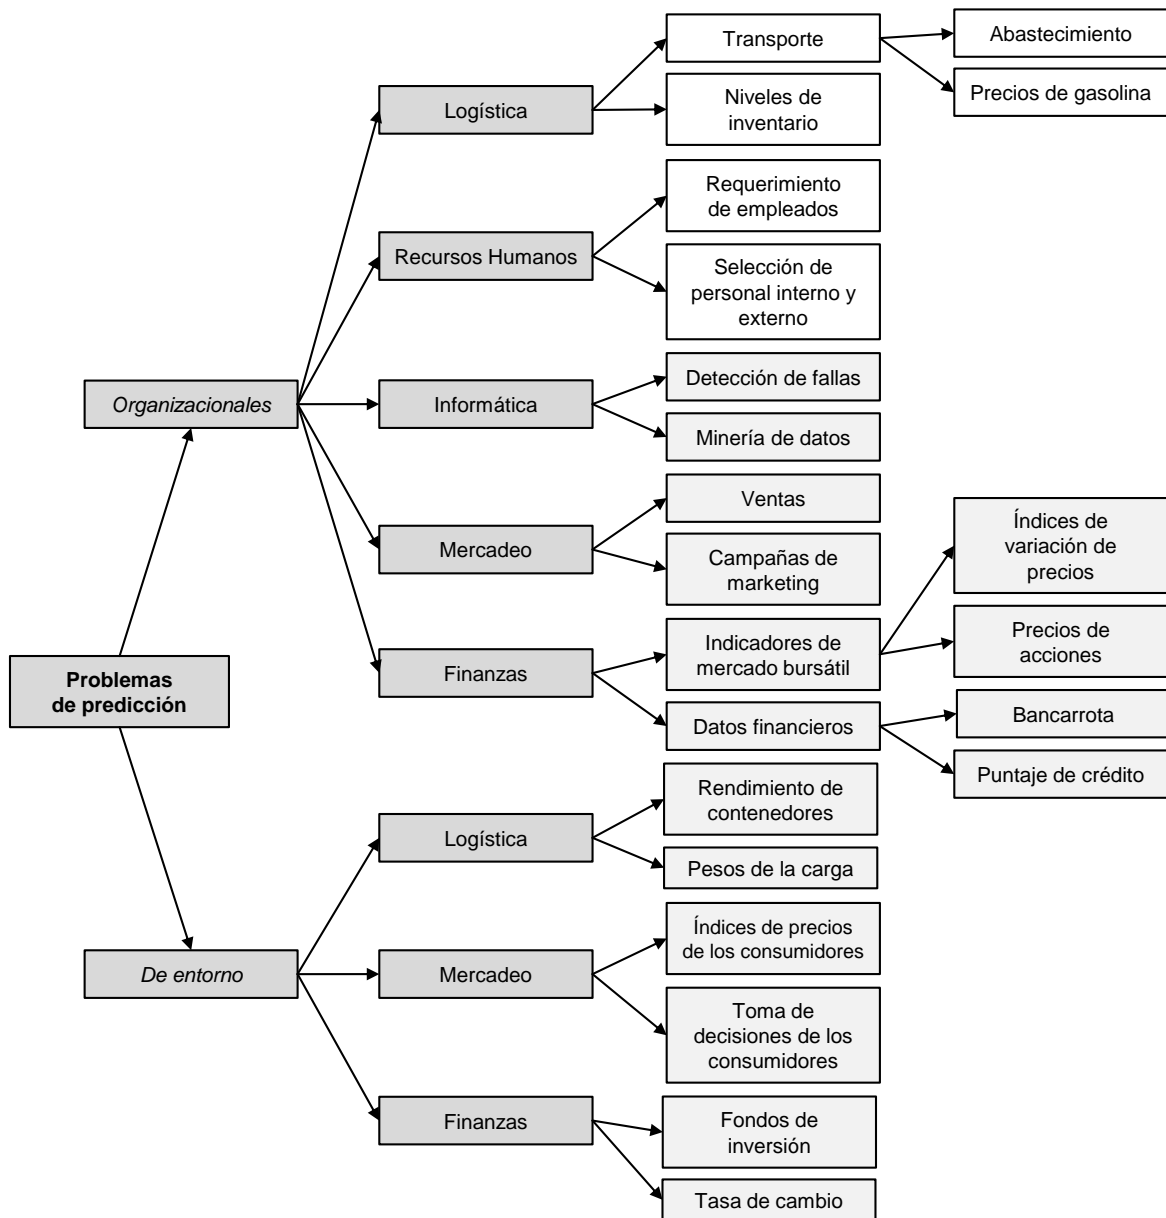 Transporte
Abastecimiento
Precios de gasolina
Logística
Niveles de
inventario
Requerimiento
de empleados
Recursos Humanos
Selección de
personal interno y
externo
Organizacionales
Informática
Detección de fallas
Minería de datos
Mercadeo
Ventas
Campañas de
marketing
Índices de
variación de
precios
Finanzas
Indicadores de
mercado bursátil
Precios de
acciones
Problemas
de predicción
Datos financieros
Bancarrota
Puntaje de crédito
Logística
Rendimiento de
contenedores
Pesos de la carga
De entorno
Mercadeo
Índices de precios
de los consumidores
Toma de
decisiones de los
consumidores
Finanzas
Fondos de
inversión
Tasa de cambio